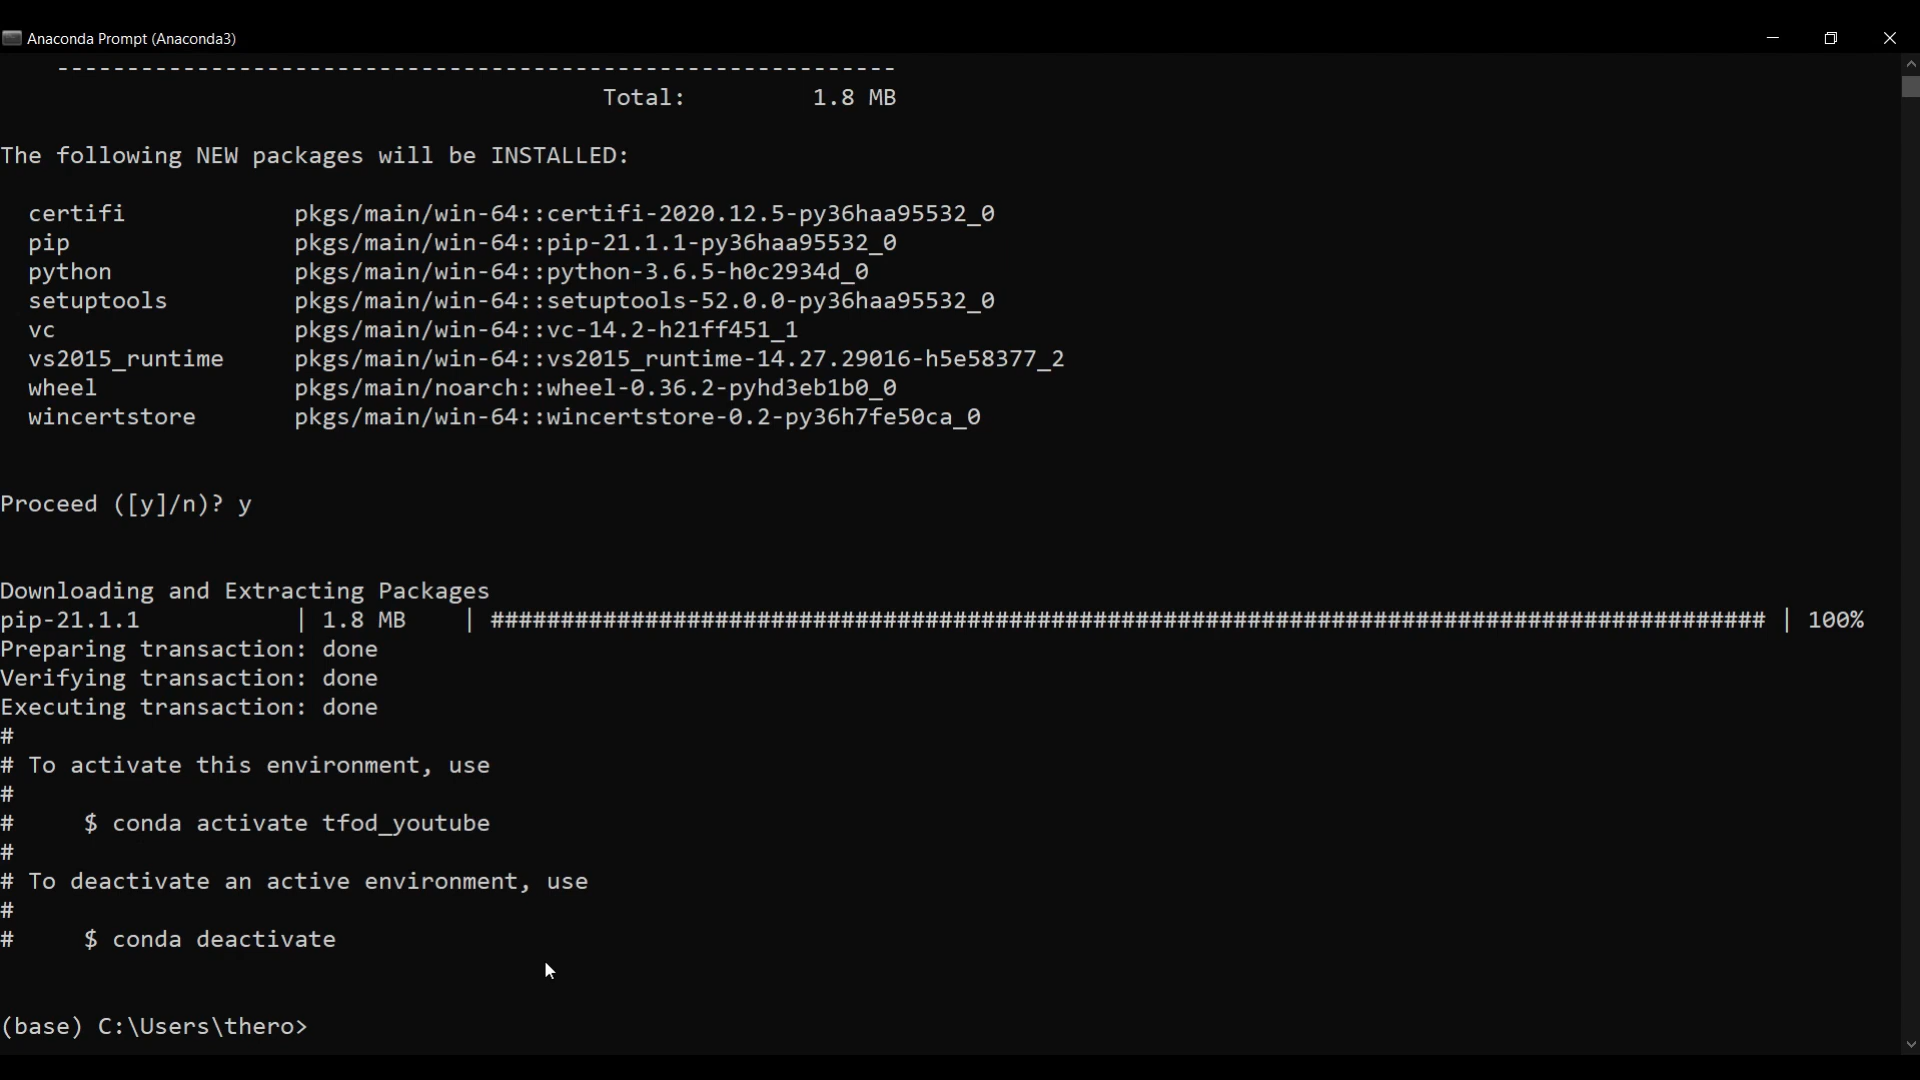 Anaconda Prompt (Anaconda3)
------------------------------------------------------------
Total: 1.8 MB
The following NEW packages will be INSTALLED:
certifi pkgs/main/win-64::certifi-2020.12.5-py36haa95532_0
pip pkgs/main/win-64::pip-21.1.1-py36haa95532_0
python pkgs/main/win-64::python-3.6.5-h0c2934d_0
setuptools pkgs/main/win-64::setuptools-52.0.0-py36haa95532_0
vc pkgs/main/win-64::vc-14.2-h21ff451_1
vs2015_runtime pkgs/main/win-64::vs2015_runtime-14.27.29016-h5e58377_2
wheel pkgs/main/noarch::wheel-0.36.2-pyhd3eb1b0_0
wincertstore pkgs/main/win-64::wincertstore-0.2-py36h7fe50ca_0
Proceed ([y]/n)? y
Downloading and Extracting Packages
pip-21.1.1 | 1.8 MB | ########################################################################################### | 100%
Preparing transaction: done
Verifying transaction: done
Executing transaction: done
#
# To activate this environment, use
#
# $ conda activate tfod_youtube
#
# To deactivate an active environment, use
#
# $ conda deactivate
(base) C:\Users\thero>